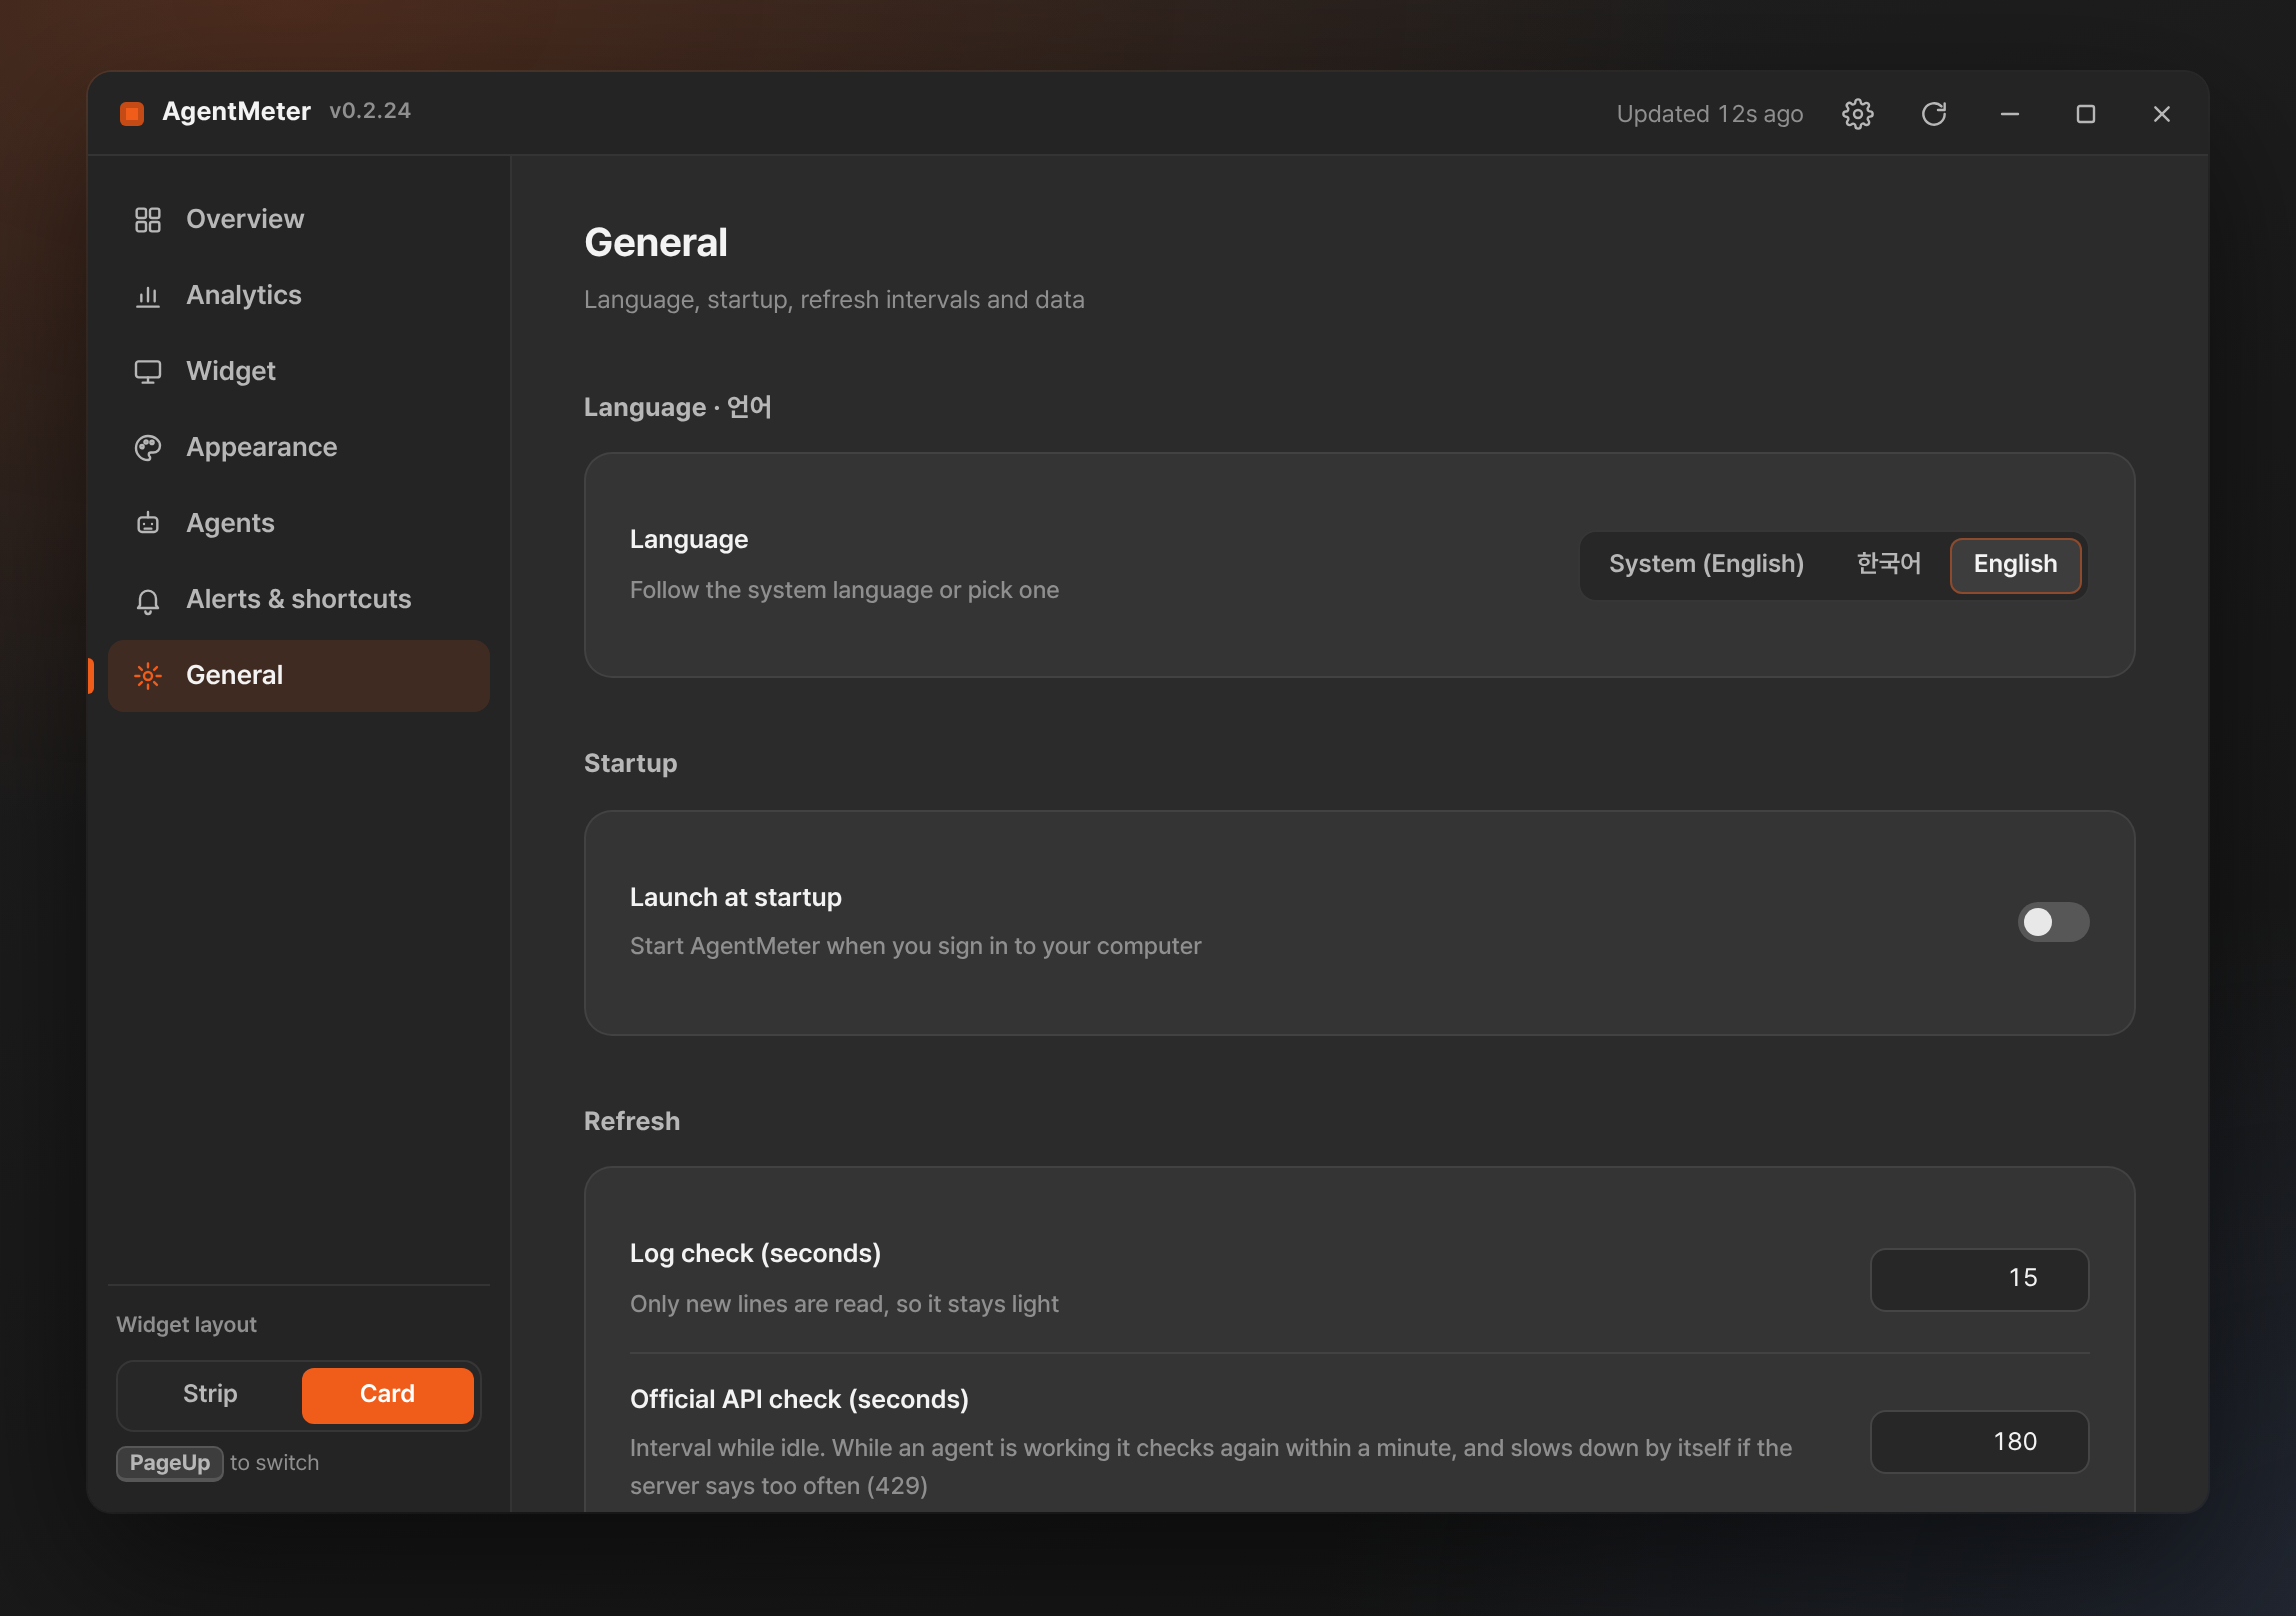 AgentMeter v0.2.24
Updated 12s ago
Overview
Analytics
Widget
Appearance
Agents
Alerts & shortcuts
General
Widget layout
Strip
Card
PageUp to switch
General
Language, startup, refresh intervals and data
Language · 언어
Language
Follow the system language or pick one
System (English)
한국어
English
Startup
Launch at startup
Start AgentMeter when you sign in to your computer
Refresh
Log check (seconds)
Only new lines are read, so it stays light
15
Official API check (seconds)
Interval while idle. While an agent is working it checks again within a minute, and slows down by itself if the
server says too often (429)
180